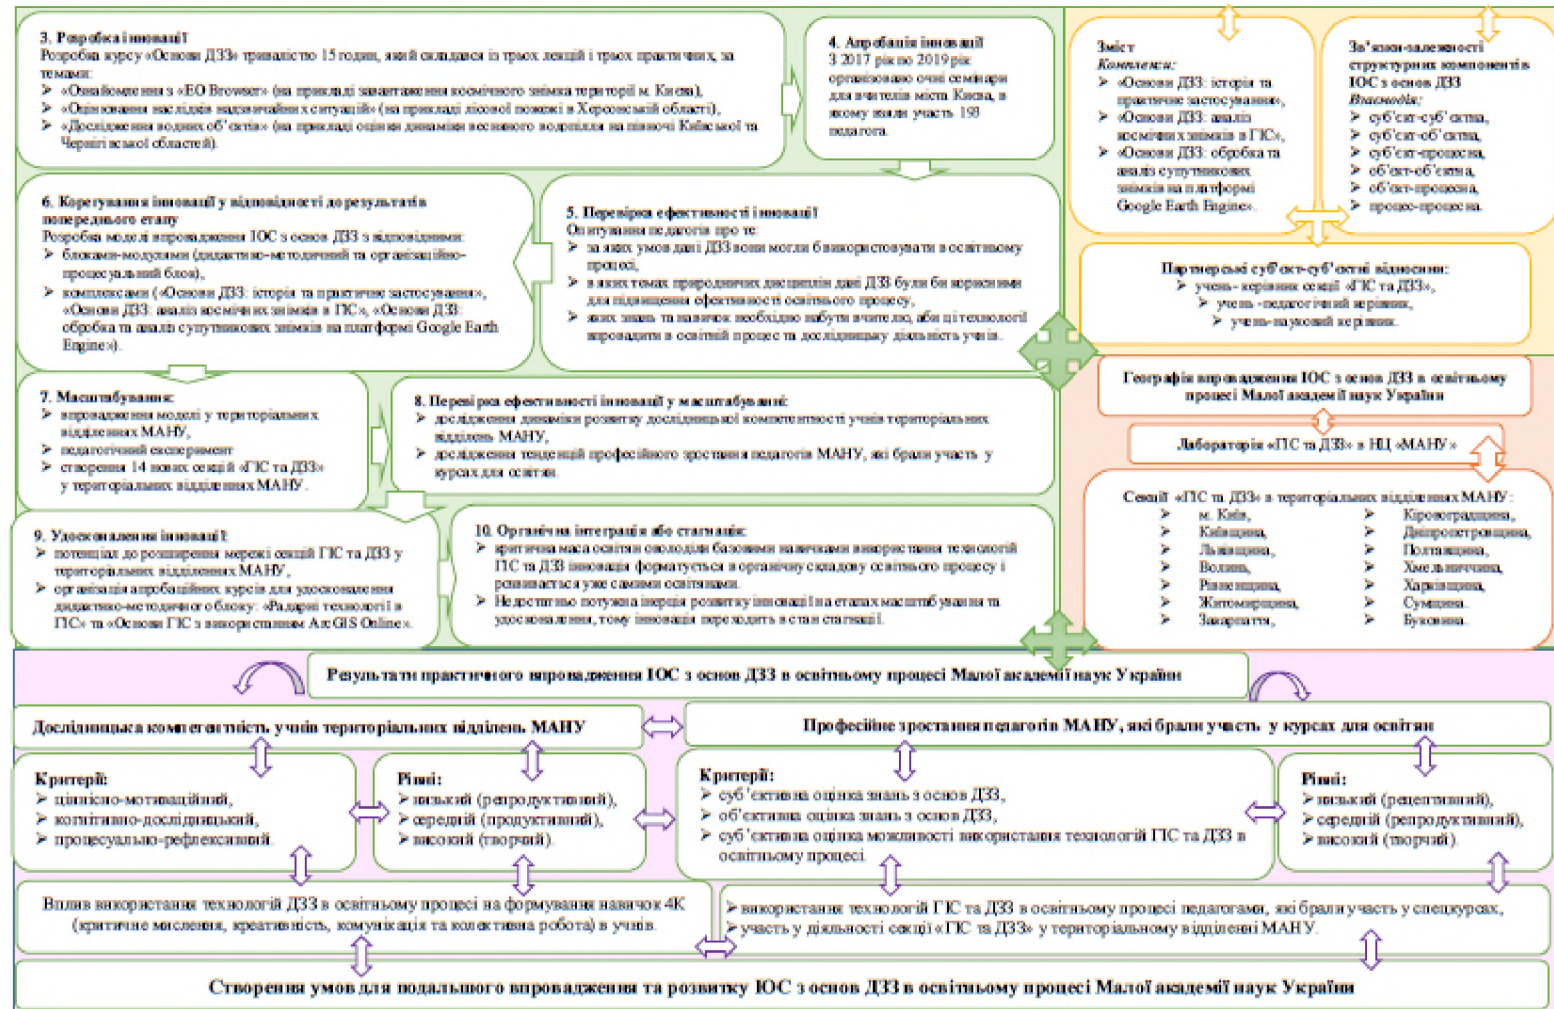 3. Розробка інновації
Розробка курсу «Основи ДЗЗ» тривалістю 15 годин, який складався із трьох лекцій і трьох практичних, за
темами:
➢ «Ознайомлення з «EO Browser» (на прикладі завантаження космічного знімка території м. Києва),
➢ «Оцінювання наслідків надзвичайних ситуацій» (на прикладі лісової пожежі в Херсонській області),
➢ «Дослідження водних об’єктів» (на прикладі оцінки динаміки весняного водопілля на півночі Київської та
Чернігівської областей).
4. Апробація інновації
З 2017 рік по 2019 рік
організовано очні семінари
для вчителів міста Києва, в
якому взяли участь 193
педагога.
Зміст
Комплекси:
➢ «Основи ДЗЗ: історія та
практичне застосування»,
➢ «Основи ДЗЗ: аналіз
космічних знімків в ГІС»,
➢ «Основи ДЗЗ: обробка та
аналіз супутникових
знімків на платформі
Google Earth Engine».
Зв’язки-залежності
структурних компонентів
ІОС з основ ДЗЗ
Взаємодія:
➢ суб’єкт-суб’єктна,
➢ суб’єкт-об’єктна,
➢ суб’єкт-процесна,
➢ об’єкт-об’єктна,
➢ об’єкт-процесна,
➢ процес-процесна.
6. Корегування інновації у відповідності до результатів
попереднього етапу
Розробка моделі впровадження ІОС з основ ДЗЗ з відповідними:
➢ блоками-модулями (дидактико-методичний та організаційно-
процесуальний блок),
➢ комплексами («Основи ДЗЗ: історія та практичне застосування»,
«Основи ДЗЗ: аналіз космічних знімків в ГІС», «Основи ДЗЗ:
обробка та аналіз супутникових знімків на платформі Google Earth
Engine»).
5. Перевірка ефективності інновації
Опитування педагогів про те:
➢ за яких умов дані ДЗЗ вони могли б використовувати в освітньому
процесі,
➢ в яких темах природничих дисциплін дані ДЗЗ були би корисними
для підвищення ефективності освітнього процесу,
➢ яких знань та навичок необхідно набути вчителю, аби ці технології
впровадити в освітній процес та дослідницьку діяльність учнів.
Партнерські суб’єкт-суб’єктні відносини:
➢ учень- керівник секції «ГІС та ДЗЗ»,
➢ учень -педагогічний керівник,
➢ учень-науковий керівник.
7. Масштабування:
➢ впровадження моделі у територіальних
відділеннях МАНУ,
➢ педагогічний експеримент
➢ створення 14 нових секцій «ГІС та ДЗЗ»
у територіальних відділеннях МАНУ.
8. Перевірка ефективності інновації у масштабуванні:
➢ дослідження динаміки розвитку дослідницької компетентності учнів територіальних
відділень МАНУ,
➢ дослідження тенденцій професійного зростання педагогів МАНУ, які брали участь у
курсах для освітян.
Географія впровадження ІОС з основ ДЗЗ в освітньому
процесі Малої академії наук України
Лабораторія «ГІС та ДЗЗ» в НЦ «МАНУ»
Секції «ГІС та ДЗЗ» в територіальних відділеннях МАНУ:
➢ м. Київ,
➢ Київщина,
➢ Львівщина,
➢ Волинь,
➢ Рівненщина,
➢ Житомирщина,
➢ Закарпаття,
➢ Кіровоградщина,
➢ Дніпропетровщина,
➢ Полтавщина,
➢ Хмельниччина,
➢ Харківщина,
➢ Сумщина.
➢ Буковина.
9. Удосконалення інновації:
➢ потенціал до розширення мережі секцій ГІС та ДЗЗ у
територіальних відділеннях МАНУ,
➢ організація апробаційних курсів для удосконалення
дидактико-методичного блоку: «Радарні технології в
ГІС» та «Основи ГІС з використанням ArcGIS Online».
10. Органічна інтеграція або стагнація:
➢ критична маса освітян оволоділи базовими навичками використання технологій
ГІС та ДЗЗ інновація форматується в органічну складову освітнього процесу і
розвивається уже самими освітянами.
➢ Недостатньо потужна інерція розвитку інновації на етапах масштабування та
удосконалення, тому інновація переходить в стан стагнації.
Результати практичного впровадження ІОС з основ ДЗЗ в освітньому процесі Малої академії наук України
Дослідницька компетентність учнів територіальних відділень МАНУ
Професійне зростання педагогів МАНУ, які брали участь у курсах для освітян
Критерії:
➢ ціннісно-мотиваційний,
➢ когнітивно-дослідницький,
➢ процесуально-рефлексивний.
Рівні:
➢ низький (репродуктивний),
➢ середній (продуктивний),
➢ високий (творчий).
Критерії:
➢ суб’єктивна оцінка знань з основ ДЗЗ,
➢ об’єктивна оцінка знань з основ ДЗЗ,
➢ суб’єктивна оцінка можливості використання технологій ГІС та ДЗЗ в
освітньому процесі.
Рівні:
➢ низький (рецептивний),
➢ середній (репродуктивний),
➢ високий (творчий).
Вплив використання технологій ДЗЗ в освітньому процесі на формування навичок 4К
(критичне мислення, креативність, комунікація та колективна робота) в учнів.
➢ використання технологій ГІС та ДЗЗ в освітньому процесі педагогами, які брали участь у спецкурсах,
➢ участь у діяльності секції «ГІС та ДЗЗ» у територіальному відділенні МАНУ.
Створення умов для подальшого впровадження та розвитку ІОС з основ ДЗЗ в освітньому процесі Малої академії наук України